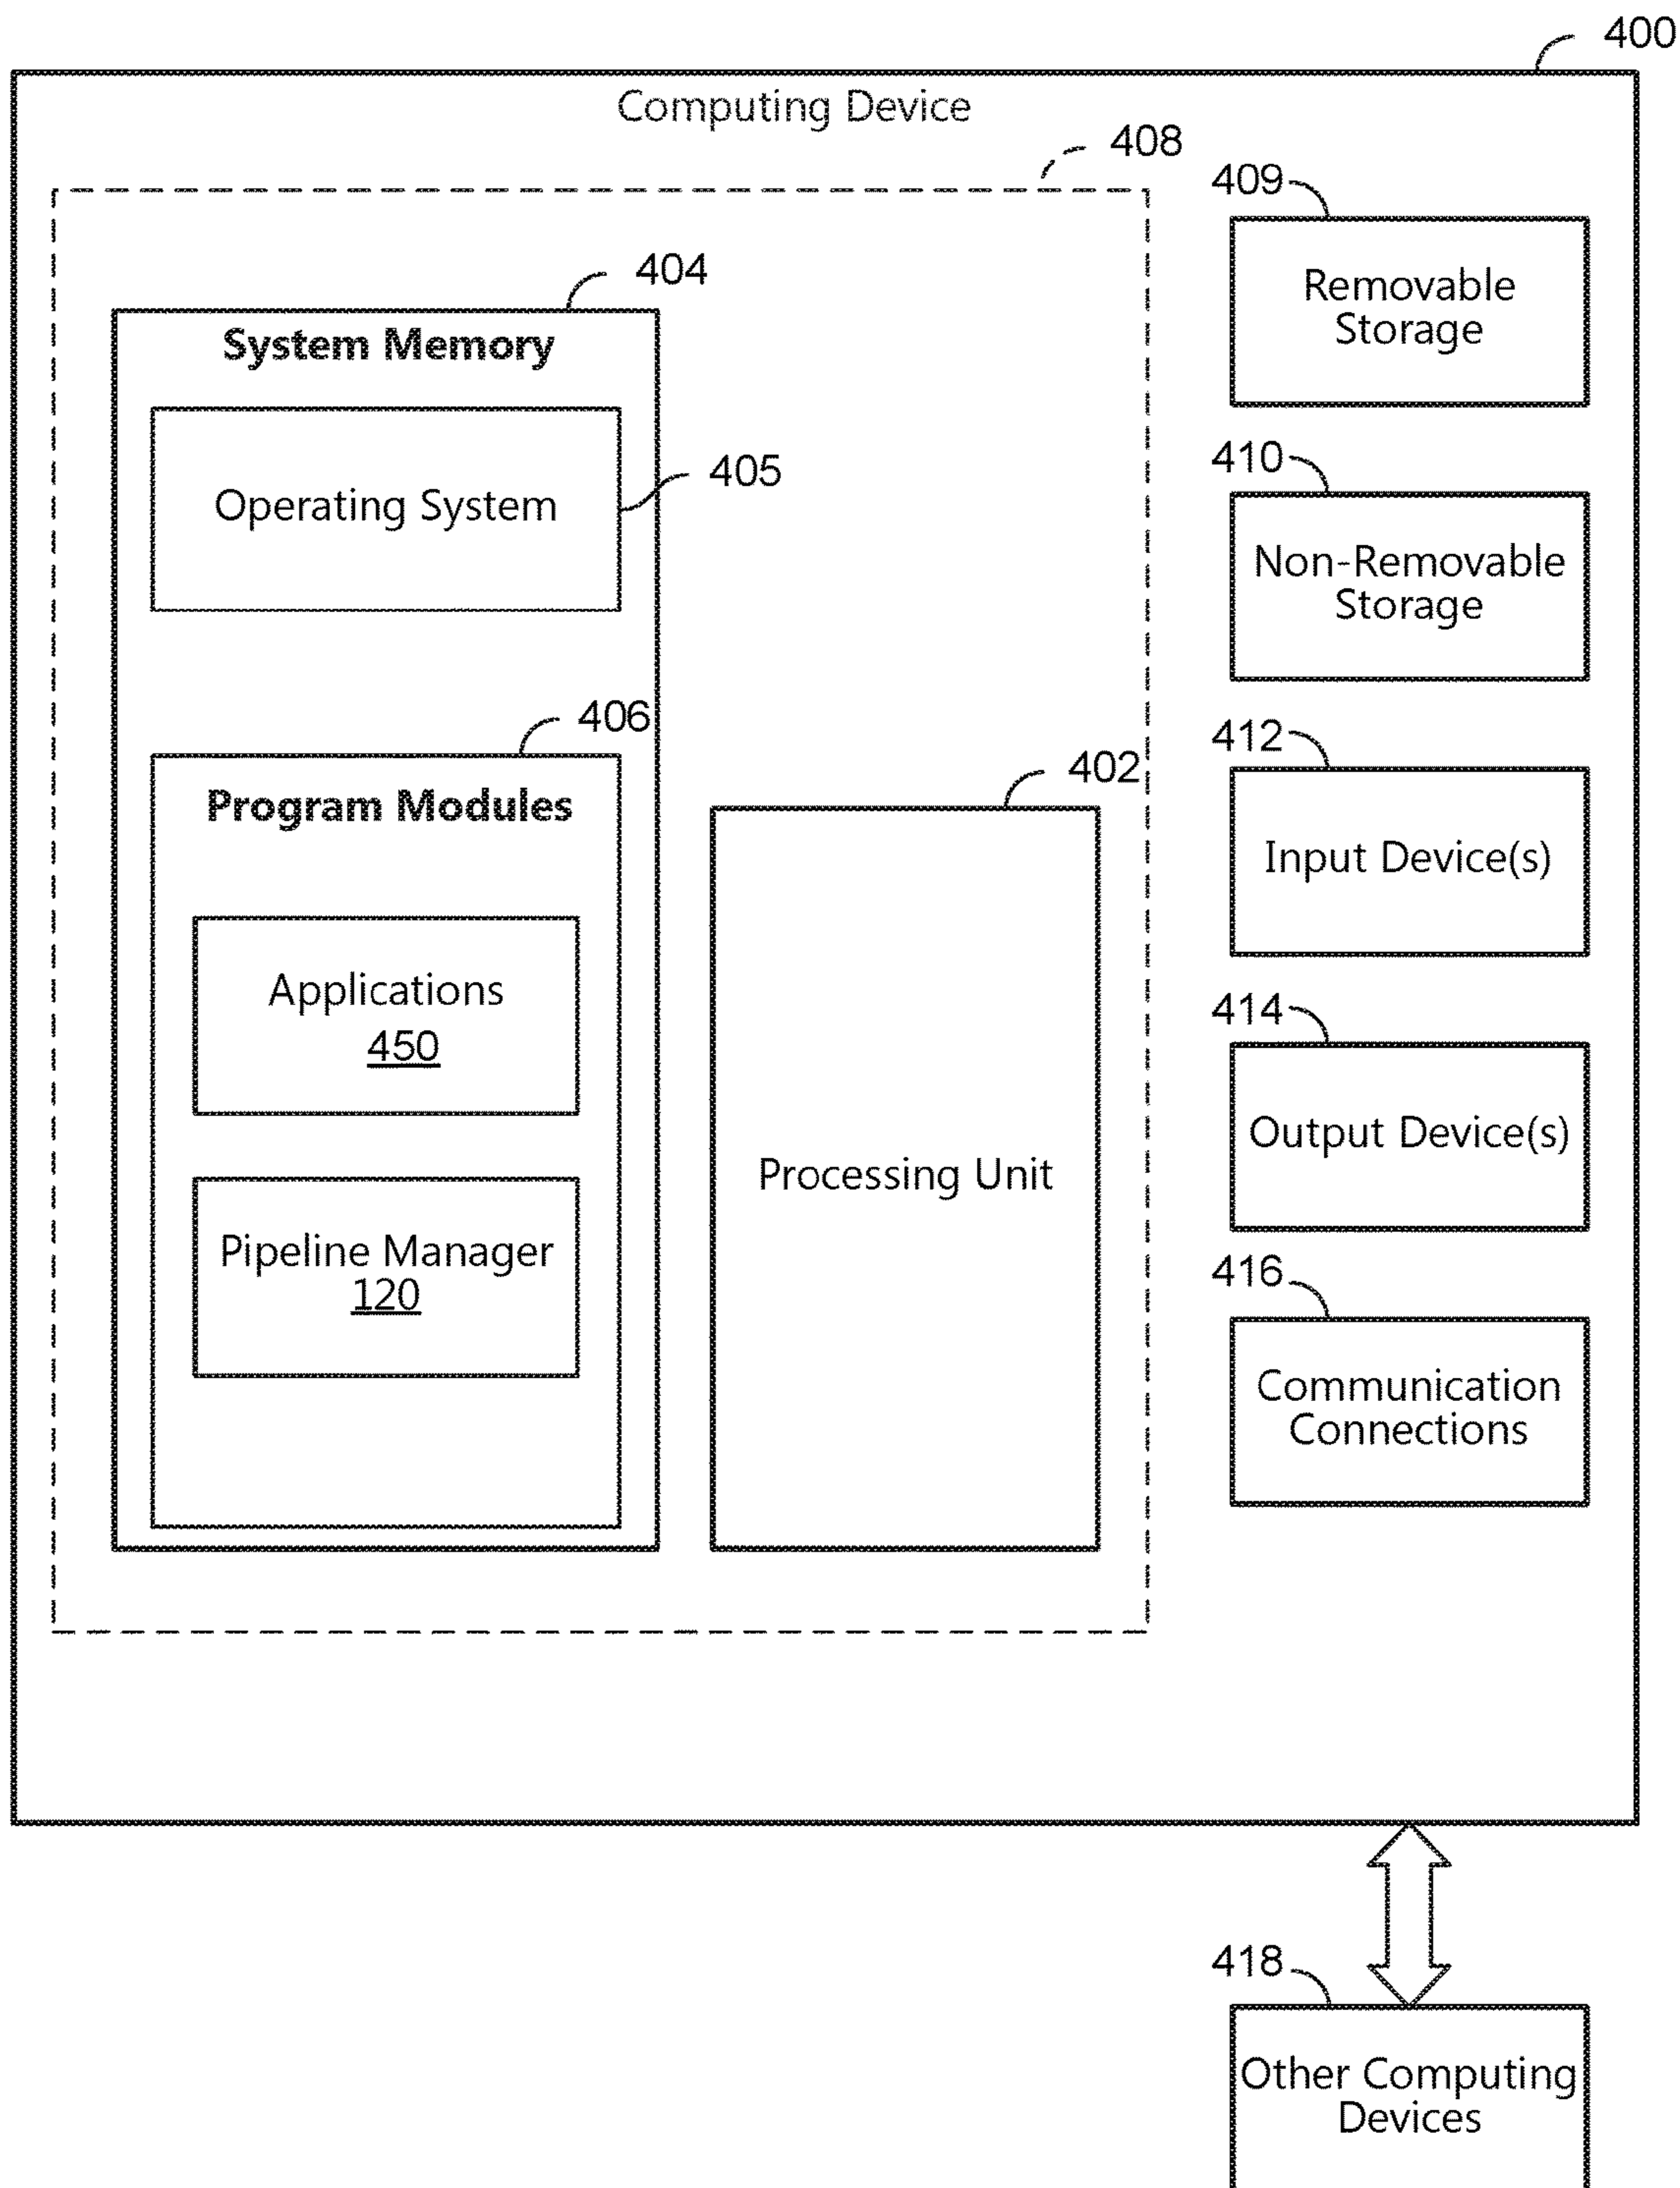 400
Computing Device
408
409
Removable
Storage
404
System Memory
Operating System
405
410
Non-Removable
Storage
406
Program Modules
402
412
Input Device(s)
Applications
450
Processing Unit
414
Output Device(s)
Pipeline Manager
120
416
Communication
Connections
418
Other Computing
Devices